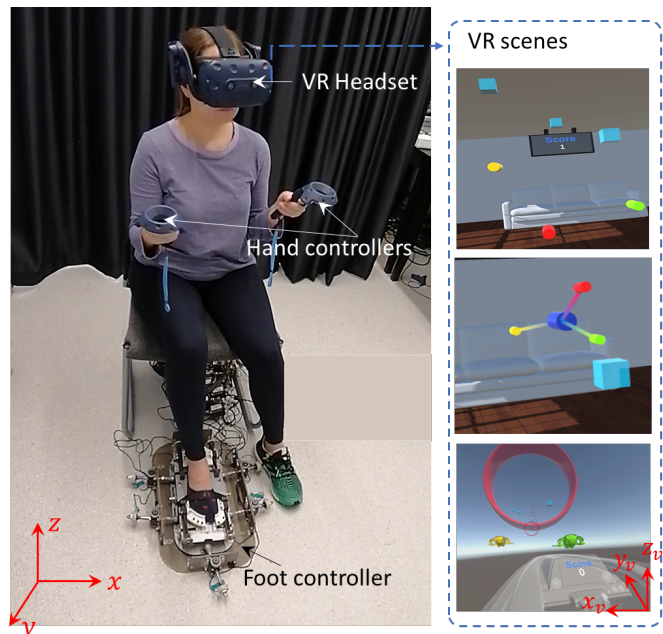 VR scenes
VR Headset
Score
1
Hand controllers
z
x
y
Foot controller
Score
0
z_v
y_v
x_v